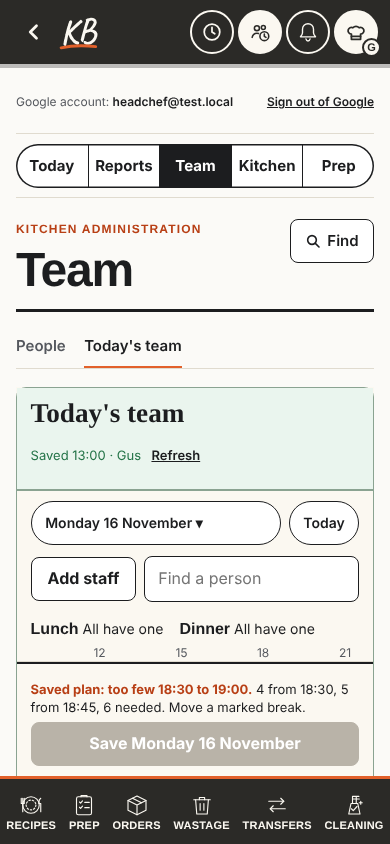 KB
G
Google account: headchef@test.local Sign out of Google
Today Reports Team Kitchen Prep
KITCHEN ADMINISTRATION
Team
Find
People Today's team
Today's team
Saved 13:00 · Gus Refresh
Monday 16 November ▾ Today
Add staff Find a person
Lunch All have one Dinner All have one
12 15 18 21
Saved plan: too few 18:30 to 19:00. 4 from 18:30, 5
from 18:45, 6 needed. Move a marked break.
Save Monday 16 November
RECIPES PREP ORDERS WASTAGE TRANSFERS CLEANING